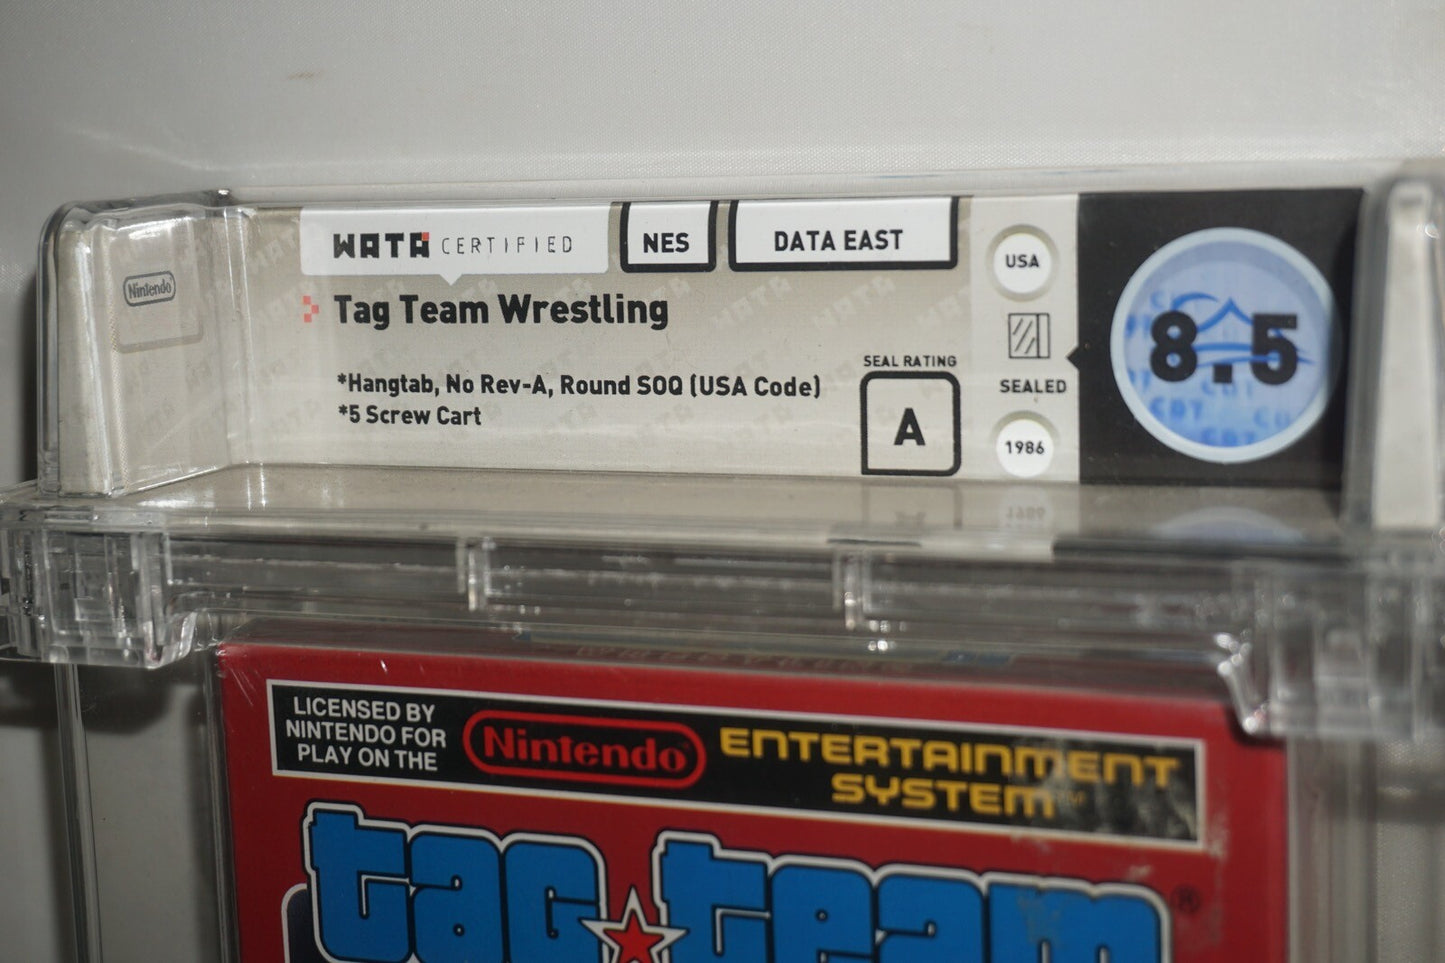 Nintendo
WATA CERTIFIED
NES
DATA EAST
Tag Team Wrestling
*Hangtab, No Rev-A, Round SOQ (USA Code)
*5 Screw Cart
SEAL RATING
A
USA
SEALED
1986
8.5
LICENSED BY
NINTENDO FOR
PLAY ON THE
Nintendo
ENTERTAINMENT
SYSTEM™
tag team®